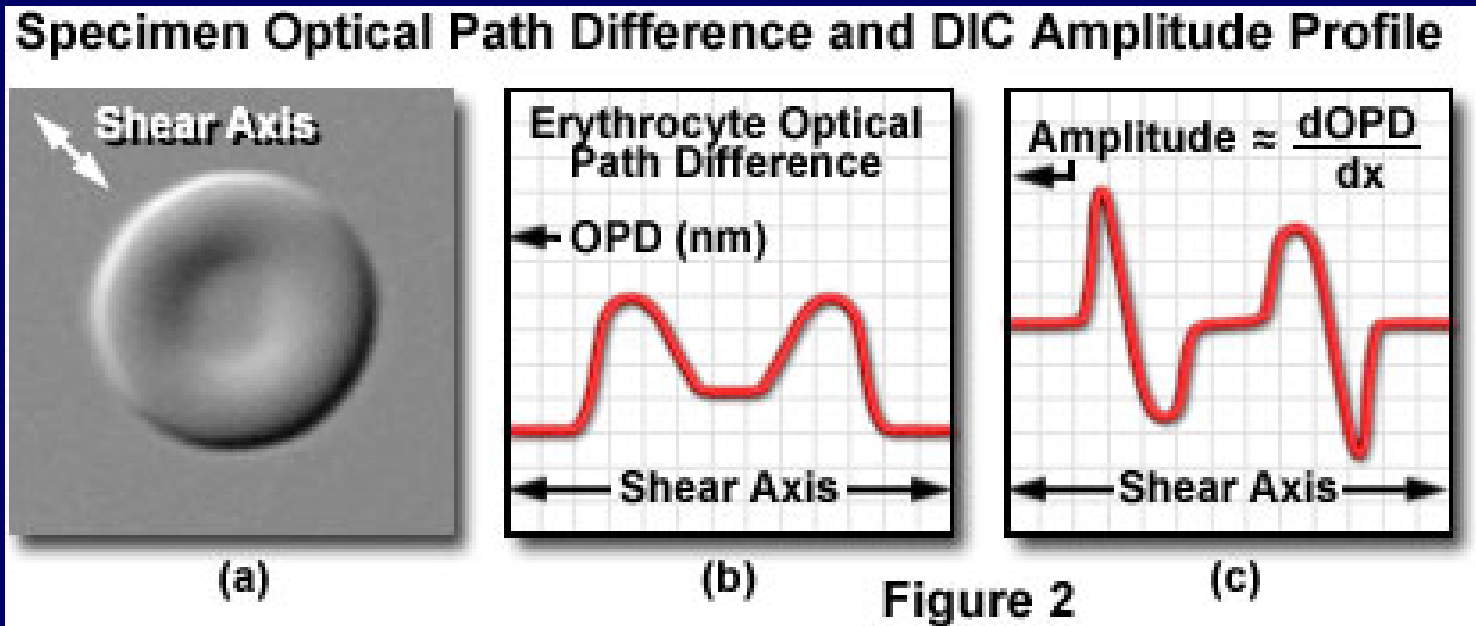 Specimen Optical Path Difference and DIC Amplitude Profile
Shear Axis
Erythrocyte Optical
Path Difference
OPD (nm)
Shear Axis
Amplitude ≈ dOPD
dx
Shear Axis
(a)
(b)
(c)
Figure 2